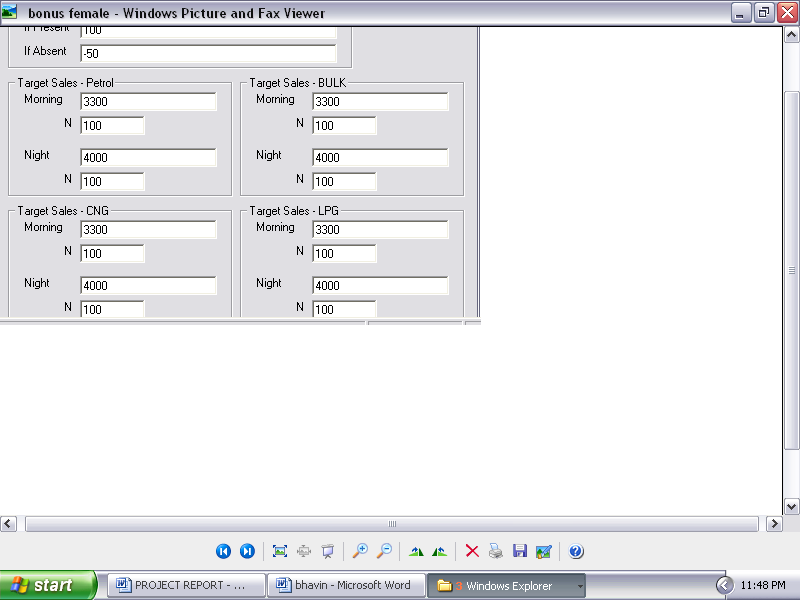 bonus female - Windows Picture and Fax Viewer
If Present 100
If Absent -50
Target Sales - Petrol
Morning 3300
N 100
Night 4000
N 100
Target Sales - BULK
Morning 3300
N 100
Night 4000
N 100
Target Sales - CNG
Morning 3300
N 100
Night 4000
N 100
Target Sales - LPG
Morning 3300
N 100
Night 4000
N 100
start
PROJECT REPORT - ...
bhavin - Microsoft Word
3 Windows Explorer
11:48 PM